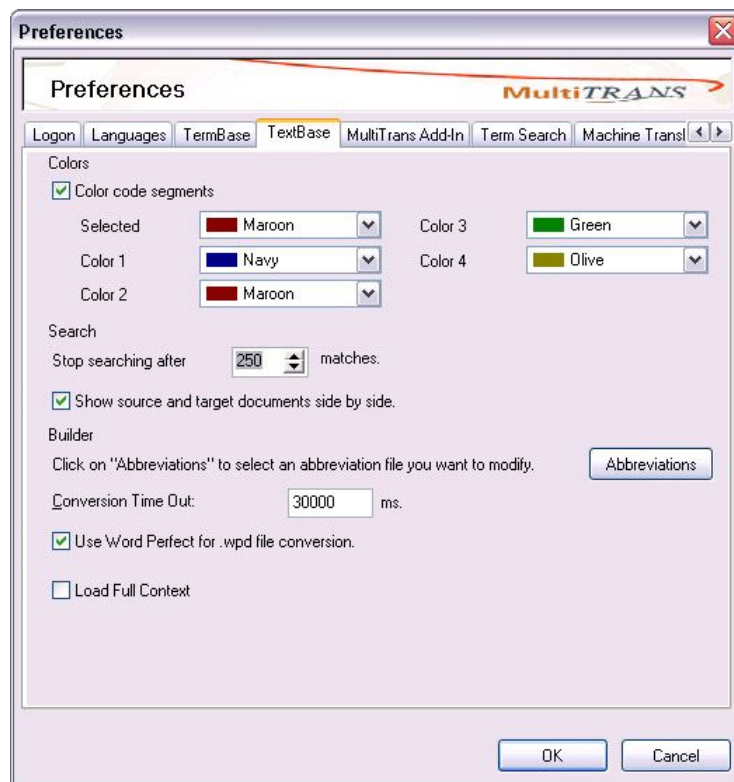 Preferences
Preferences
MultiTRANS
Logon Languages TermBase TextBase MultiTrans Add-In Term Search Machine Transl
Colors
Color code segments
Selected Maroon Color 3 Green
Color 1 Navy Color 4 Olive
Color 2 Maroon
Search
Stop searching after 250 matches.
Show source and target documents side by side.
Builder
Click on "Abbreviations" to select an abbreviation file you want to modify. Abbreviations
Conversion Time Out: 30000 ms.
Use Word Perfect for .wpd file conversion.
Load Full Context
OK Cancel